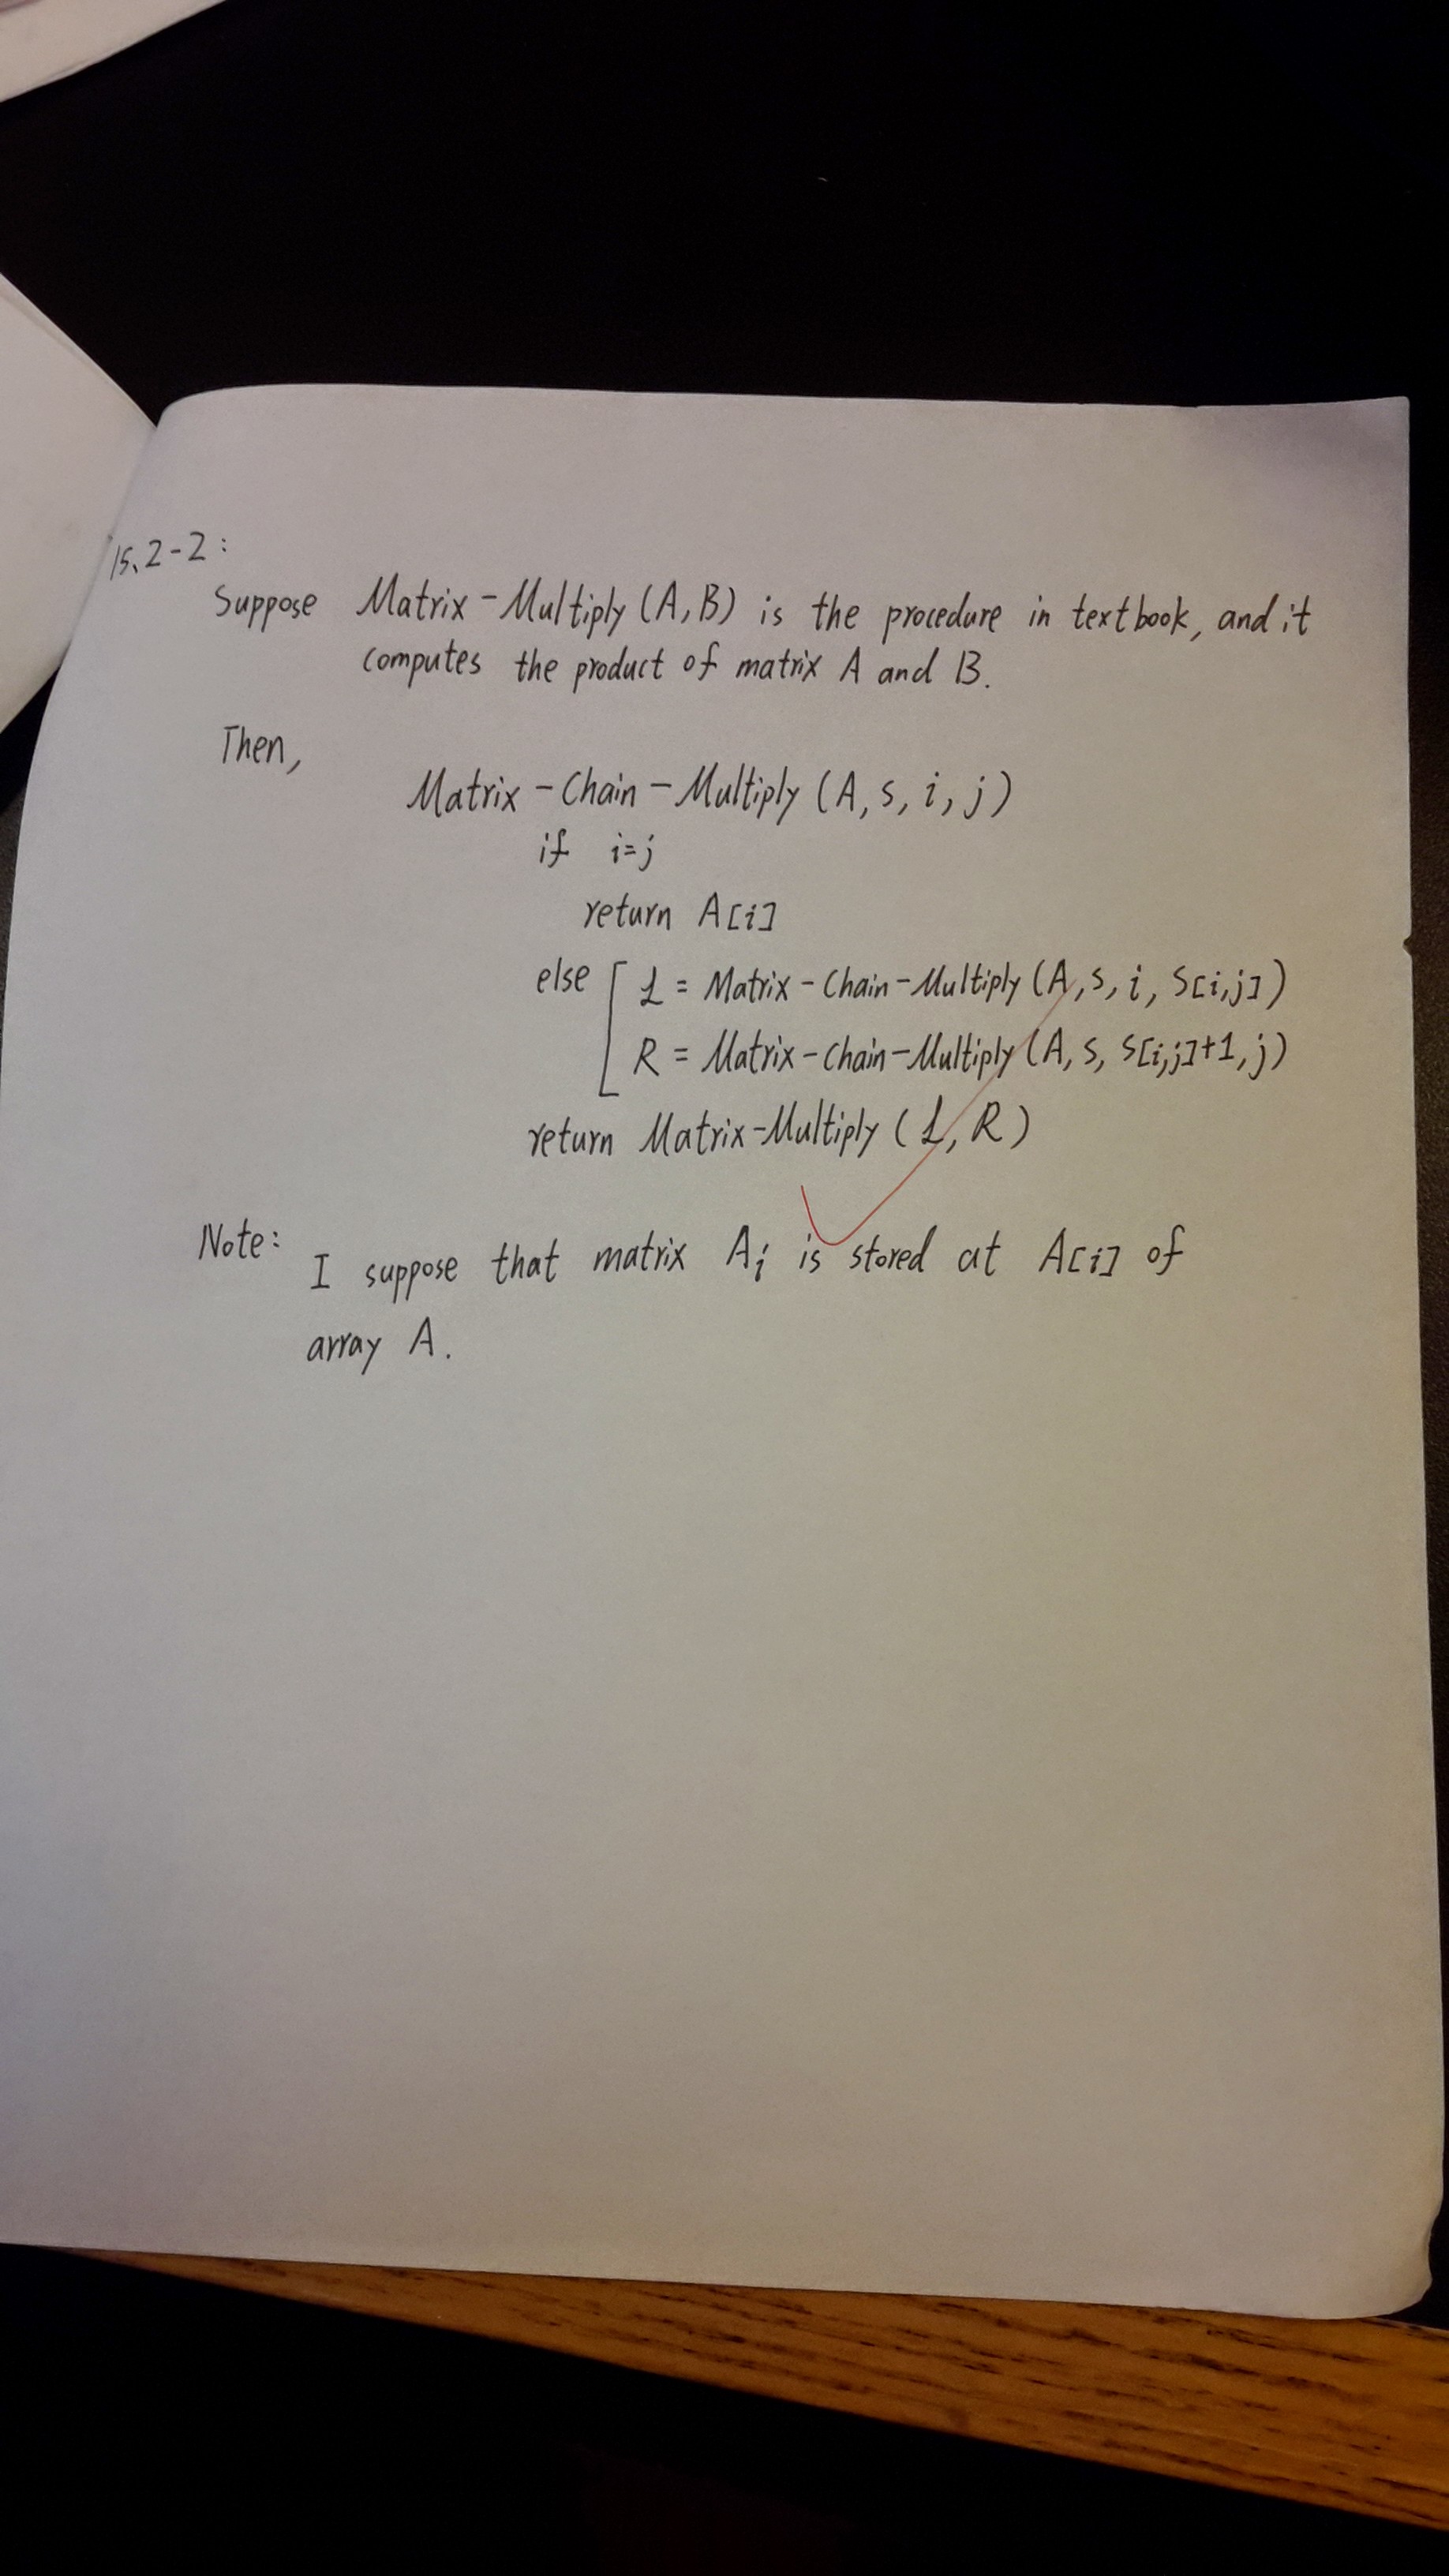 15.2-2:
Suppose Matrix-Multiply (A, B) is the procedure in textbook, and it
computes the product of matrix A and B.
Then,
Matrix-Chain-Multiply (A, s, i, j)
if i=j
return A[i]
else L = Matrix-Chain-Multiply (A, s, i, s[i,j])
R = Matrix-Chain-Multiply (A, s, s[i,j]+1, j)
return Matrix-Multiply (L, R)
Note: I suppose that matrix Ai is stored at A[i] of
array A.